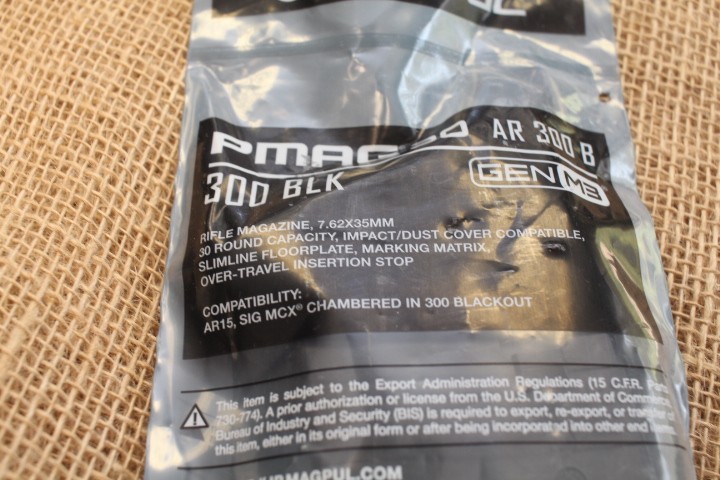 PMAG 30 AR 300 B
300 BLK
GEN M3
RIFLE MAGAZINE, 7.62X35MM
30 ROUND CAPACITY, IMPACT/DUST COVER COMPATIBLE,
SLIMLINE FLOORPLATE, MARKING MATRIX,
OVER-TRAVEL INSERTION STOP
COMPATIBILITY:
AR15, SIG MCX® CHAMBERED IN 300 BLACKOUT
This item is subject to the Export Administration Regulations (15 C.F.R. Parts
730-774). A prior authorization or license from the U.S. Department of Commerce
Bureau of Industry and Security (BIS) is required to export, re-export, or transfer of
this item, either in its original form or after being incorporated into other end items.
MAGPUL.COM